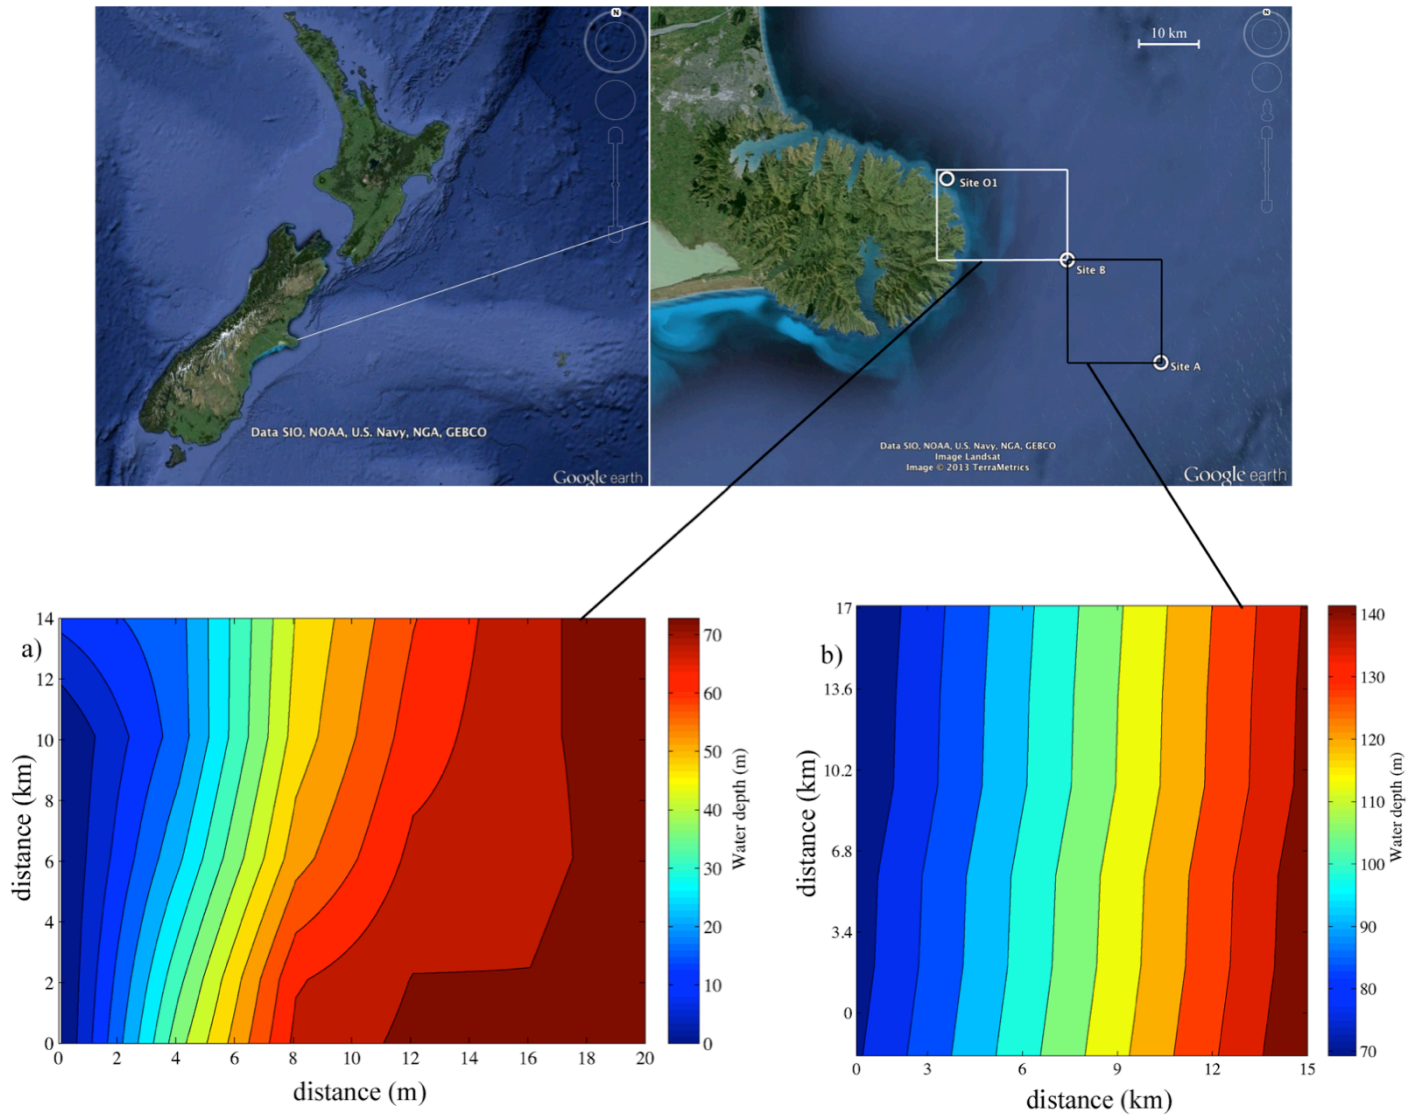 N
N
10 km
Site O1
Site B
Site A
Data SIO, NOAA, U.S. Navy, NGA, GEBCO
Google earth
Data SIO, NOAA, U.S. Navy, NGA, GEBCO
Image Landsat
Image © 2013 TerraMetrics
Google earth
a)
14
12
10
8
6
4
2
0
distance (km)
0 2 4 6 8 10 12 14 16 18 20
distance (m)
70
60
50
40
30
20
10
0
Water depth (m)
b)
17
13.6
10.2
6.8
3.4
0
distance (km)
0 3 6 9 12 15
distance (km)
140
130
120
110
100
90
80
70
Water depth (m)